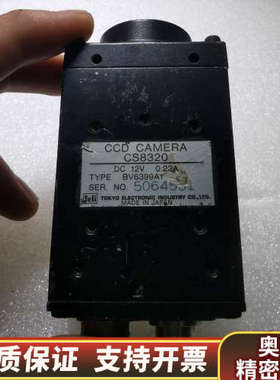 CCD CAMERA
CS8320
DC 12V 0.23A
TYPE BV6399AT
SER. NO.
Teli TOKYO ELECTRONIC INDUSTRY CO., LTD.
MADE IN JAPAN
质保证 支持开票
奥
精密